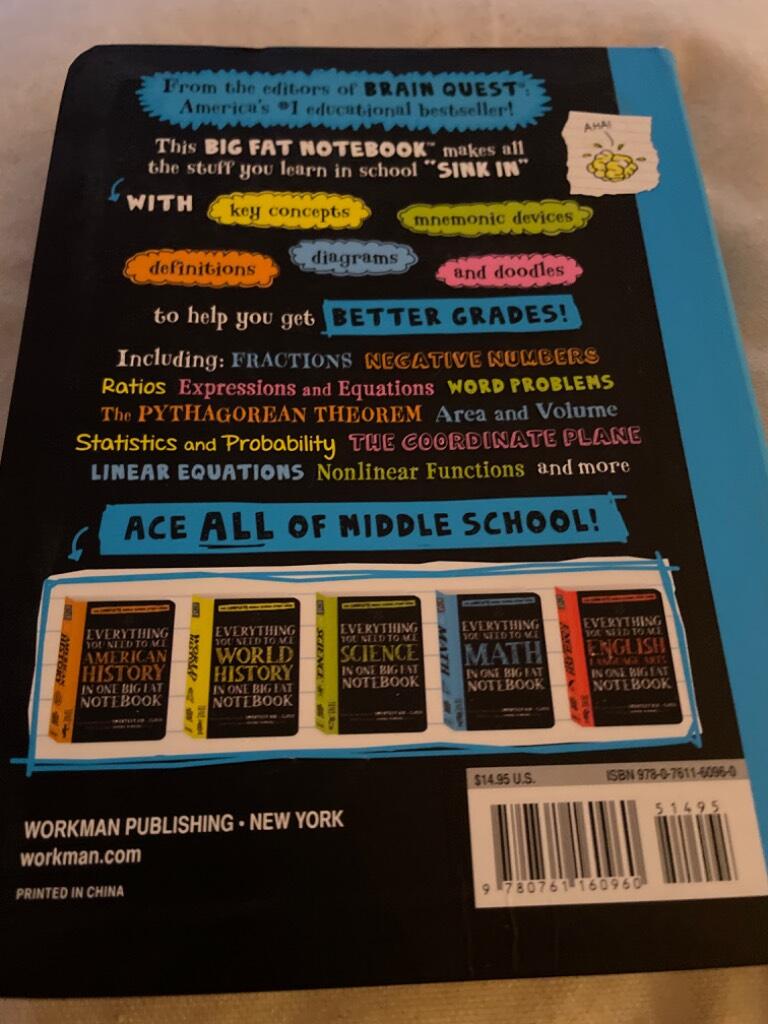 From the editors of BRAIN QUEST®,
America's #1 educational bestseller!
AHA!
This BIG FAT NOTEBOOK™ makes all
the stuff you learn in school "SINK IN"
WITH key concepts mnemonic devices
definitions diagrams and doodles
to help you get BETTER GRADES!
Including: FRACTIONS NEGATIVE NUMBERS
Ratios Expressions and Equations WORD PROBLEMS
The PYTHAGOREAN THEOREM Area and Volume
Statistics and Probability THE COORDINATE PLANE
LINEAR EQUATIONS Nonlinear Functions and more
ACE ALL OF MIDDLE SCHOOL!
EVERYTHING
YOU NEED TO ACE
AMERICAN
HISTORY
IN ONE BIG FAT
NOTEBOOK
WORLD HISTORY
EVERYTHING
YOU NEED TO ACE
WORLD
HISTORY
IN ONE BIG FAT
NOTEBOOK
SCIENCE
EVERYTHING
YOU NEED TO ACE
SCIENCE
IN ONE BIG FAT
NOTEBOOK
MATH
EVERYTHING
YOU NEED TO ACE
MATH
IN ONE BIG FAT
NOTEBOOK
EVERYTHING
YOU NEED TO ACE
ENGLISH
LANGUAGE ARTS
IN ONE BIG FAT
NOTEBOOK
$14.95 U.S. ISBN 978-0-7611-6096-0
51495
9 780761 160960
WORKMAN PUBLISHING • NEW YORK
workman.com
PRINTED IN CHINA